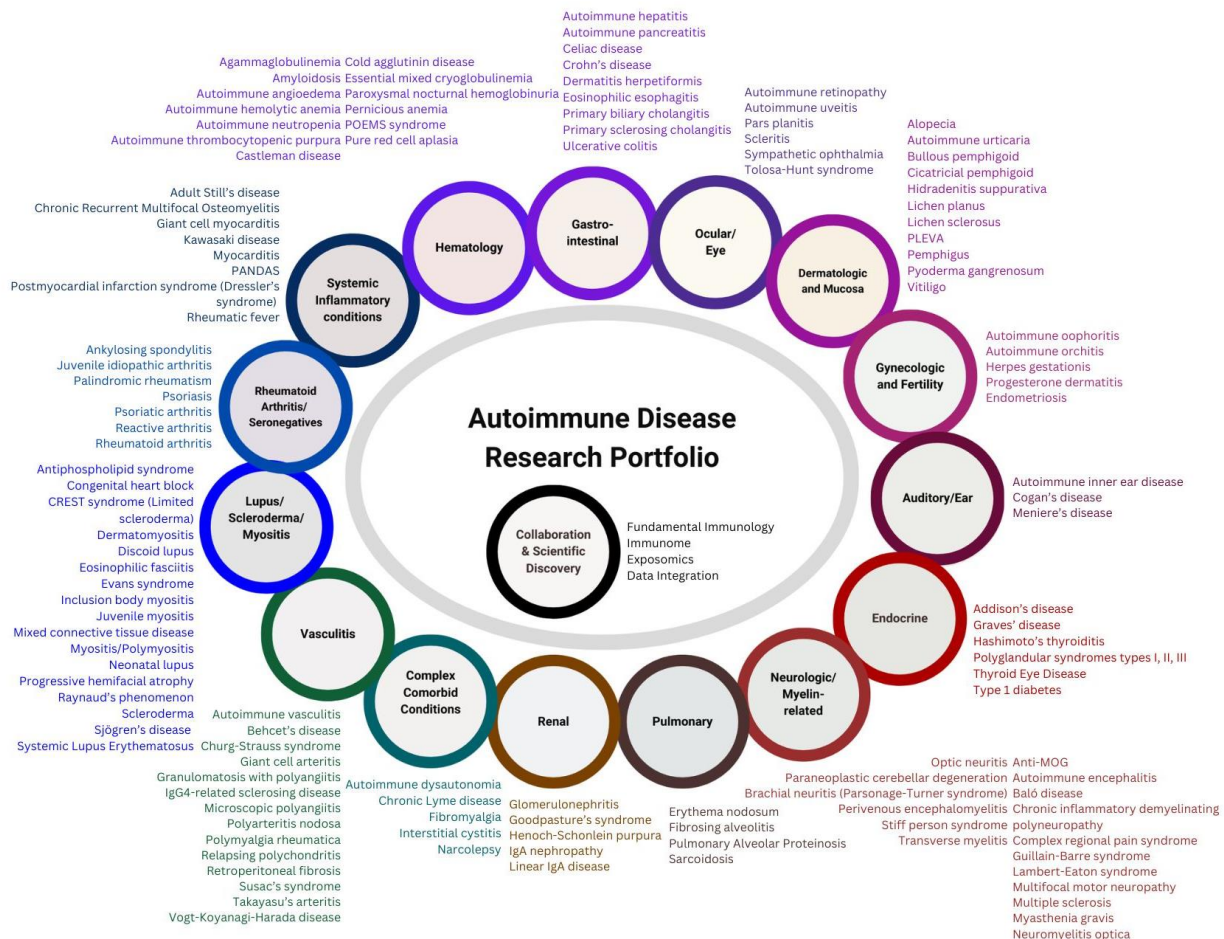 Autoimmune hepatitis
Autoimmune pancreatitis
Celiac disease
Crohn's disease
Dermatitis herpetiformis
Eosinophilic esophagitis
Primary biliary cholangitis
Primary sclerosing cholangitis
Ulcerative colitis
Agammaglobulinemia
Amyloidosis
Autoimmune angioedema
Autoimmune hemolytic anemia
Autoimmune neutropenia
Autoimmune thrombocytopenic purpura
Castleman disease
Cold agglutinin disease
Essential mixed cryoglobulinemia
Paroxysmal nocturnal hemoglobinuria
Pernicious anemia
POEMS syndrome
Pure red cell aplasia
Autoimmune retinopathy
Autoimmune uveitis
Pars planitis
Scleritis
Sympathetic ophthalmia
Tolosa-Hunt syndrome
Alopecia
Autoimmune urticaria
Bullous pemphigoid
Cicatricial pemphigoid
Hidradenitis suppurativa
Lichen planus
Lichen sclerosus
PLEVA
Pemphigus
Pyoderma gangrenosum
Vitiligo
Adult Still's disease
Chronic Recurrent Multifocal Osteomyelitis
Giant cell myocarditis
Kawasaki disease
Myocarditis
PANDAS
Postmyocardial infarction syndrome (Dressler's
syndrome)
Rheumatic fever
Systemic
Inflammatory
conditions
Hematology
Gastro-
intestinal
Ocular/
Eye
Dermatologic
and Mucosa
Gynecologic
and Fertility
Autoimmune oophoritis
Autoimmune orchitis
Herpes gestationis
Progesterone dermatitis
Endometriosis
Ankylosing spondylitis
Juvenile idiopathic arthritis
Palindromic rheumatism
Psoriasis
Psoriatic arthritis
Reactive arthritis
Rheumatoid arthritis
Rheumatoid
Arthritis/
Seronegatives
Autoimmune Disease
Research Portfolio
Collaboration
& Scientific
Discovery
Fundamental Immunology
Immunome
Exposomics
Data Integration
Auditory/Ear
Autoimmune inner ear disease
Cogan's disease
Meniere's disease
Antiphospholipid syndrome
Congenital heart block
CREST syndrome (Limited
scleroderma)
Dermatomyositis
Discoid lupus
Eosinophilic fasciitis
Evans syndrome
Inclusion body myositis
Juvenile myositis
Mixed connective tissue disease
Myositis/Polymyositis
Neonatal lupus
Progressive hemifacial atrophy
Raynaud's phenomenon
Scleroderma
Sjögren's disease
Systemic Lupus Erythematosus
Lupus/
Scleroderma/
Myositis
Endocrine
Addison's disease
Graves' disease
Hashimoto's thyroiditis
Polyglandular syndromes types I, II, III
Thyroid Eye Disease
Type 1 diabetes
Vasculitis
Complex
Comorbid
Conditions
Renal
Pulmonary
Neurologic/
Myelin-
related
Autoimmune vasculitis
Behcet's disease
Churg-Strauss syndrome
Giant cell arteritis
Granulomatosis with polyangiitis
IgG4-related sclerosing disease
Microscopic polyangiitis
Polyarteritis nodosa
Polymyalgia rheumatica
Relapsing polychondritis
Retroperitoneal fibrosis
Susac's syndrome
Takayasu's arteritis
Vogt-Koyanagi-Harada disease
Autoimmune dysautonomia
Chronic Lyme disease
Fibromyalgia
Interstitial cystitis
Narcolepsy
Glomerulonephritis
Goodpasture's syndrome
Henoch-Schonlein purpura
IgA nephropathy
Linear IgA disease
Erythema nodosum
Fibrosing alveolitis
Pulmonary Alveolar Proteinosis
Sarcoidosis
Optic neuritis
Paraneoplastic cerebellar degeneration
Brachial neuritis (Parsonage-Turner syndrome)
Perivenous encephalomyelitis
Stiff person syndrome
Transverse myelitis
Anti-MOG
Autoimmune encephalitis
Baló disease
Chronic inflammatory demyelinating
polyneuropathy
Complex regional pain syndrome
Guillain-Barre syndrome
Lambert-Eaton syndrome
Multifocal motor neuropathy
Multiple sclerosis
Myasthenia gravis
Neuromyelitis optica